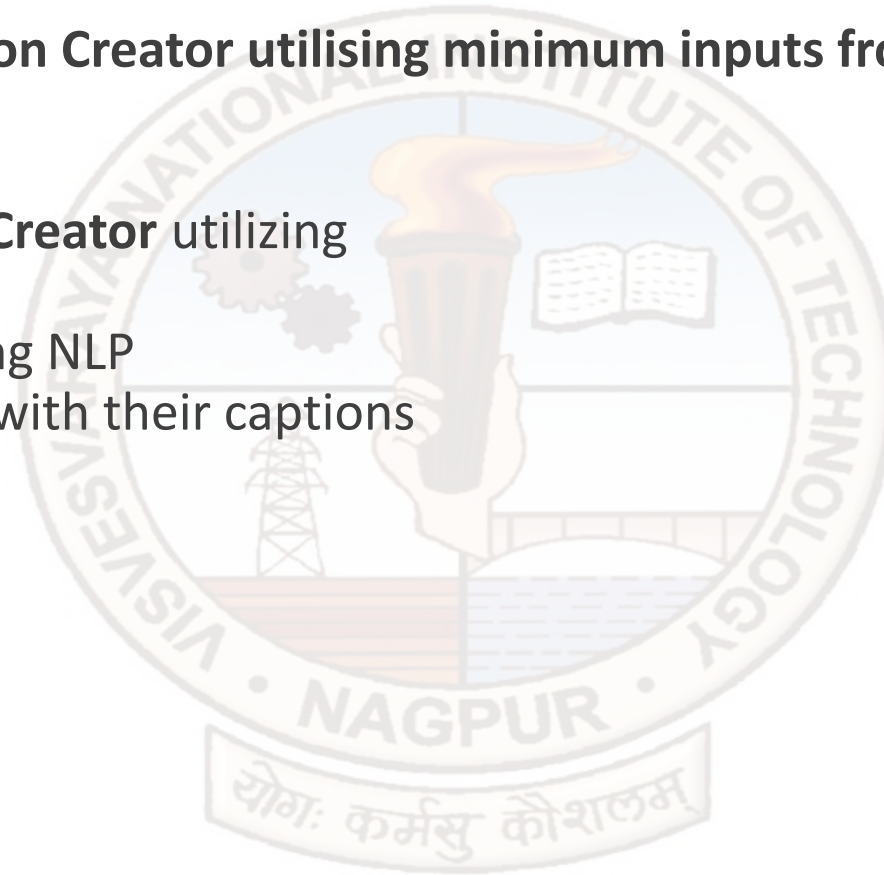 on Creator utilising minimum inputs fro
Creator utilizing
ng NLP
with their captions
VISVESVARAYA NATIONAL INSTITUTE OF TECHNOLOGY
• NAGPUR •
योगः कर्मसु कौशलम्